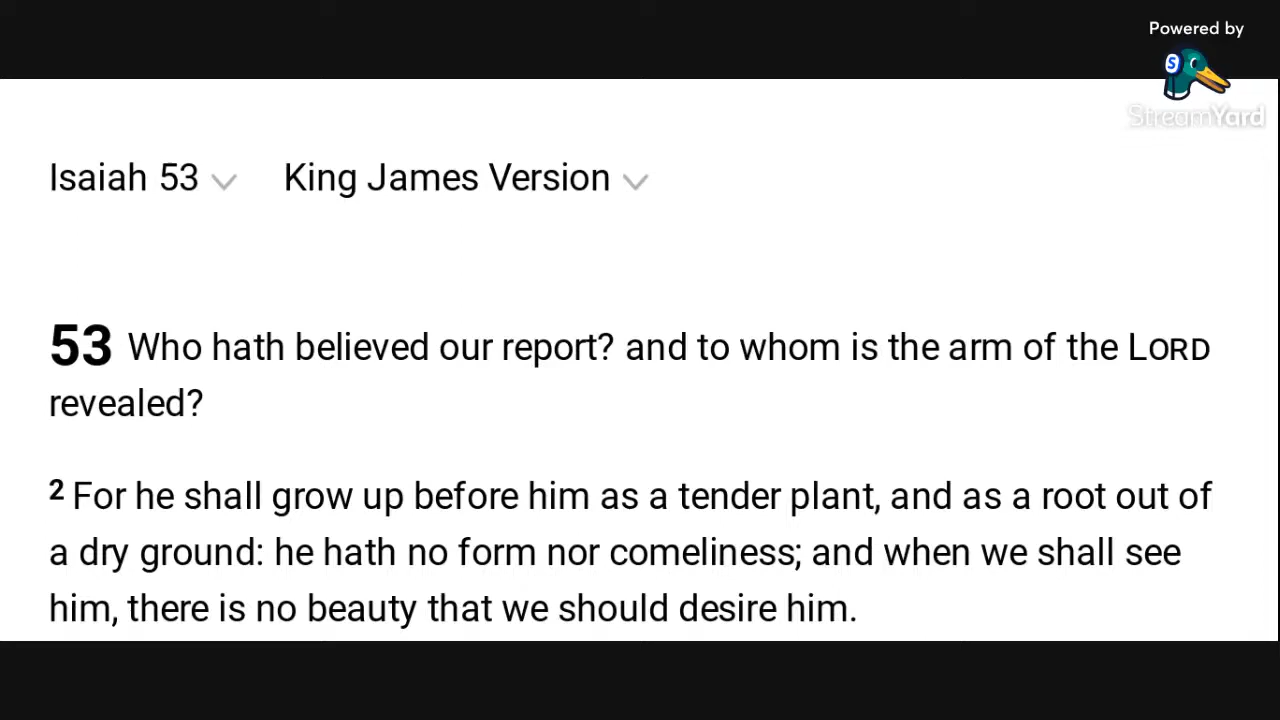 Powered by
S
StreamYard
Isaiah 53 King James Version
53 Who hath believed our report? and to whom is the arm of the LORD
revealed?
2 For he shall grow up before him as a tender plant, and as a root out of
a dry ground: he hath no form nor comeliness; and when we shall see
him, there is no beauty that we should desire him.